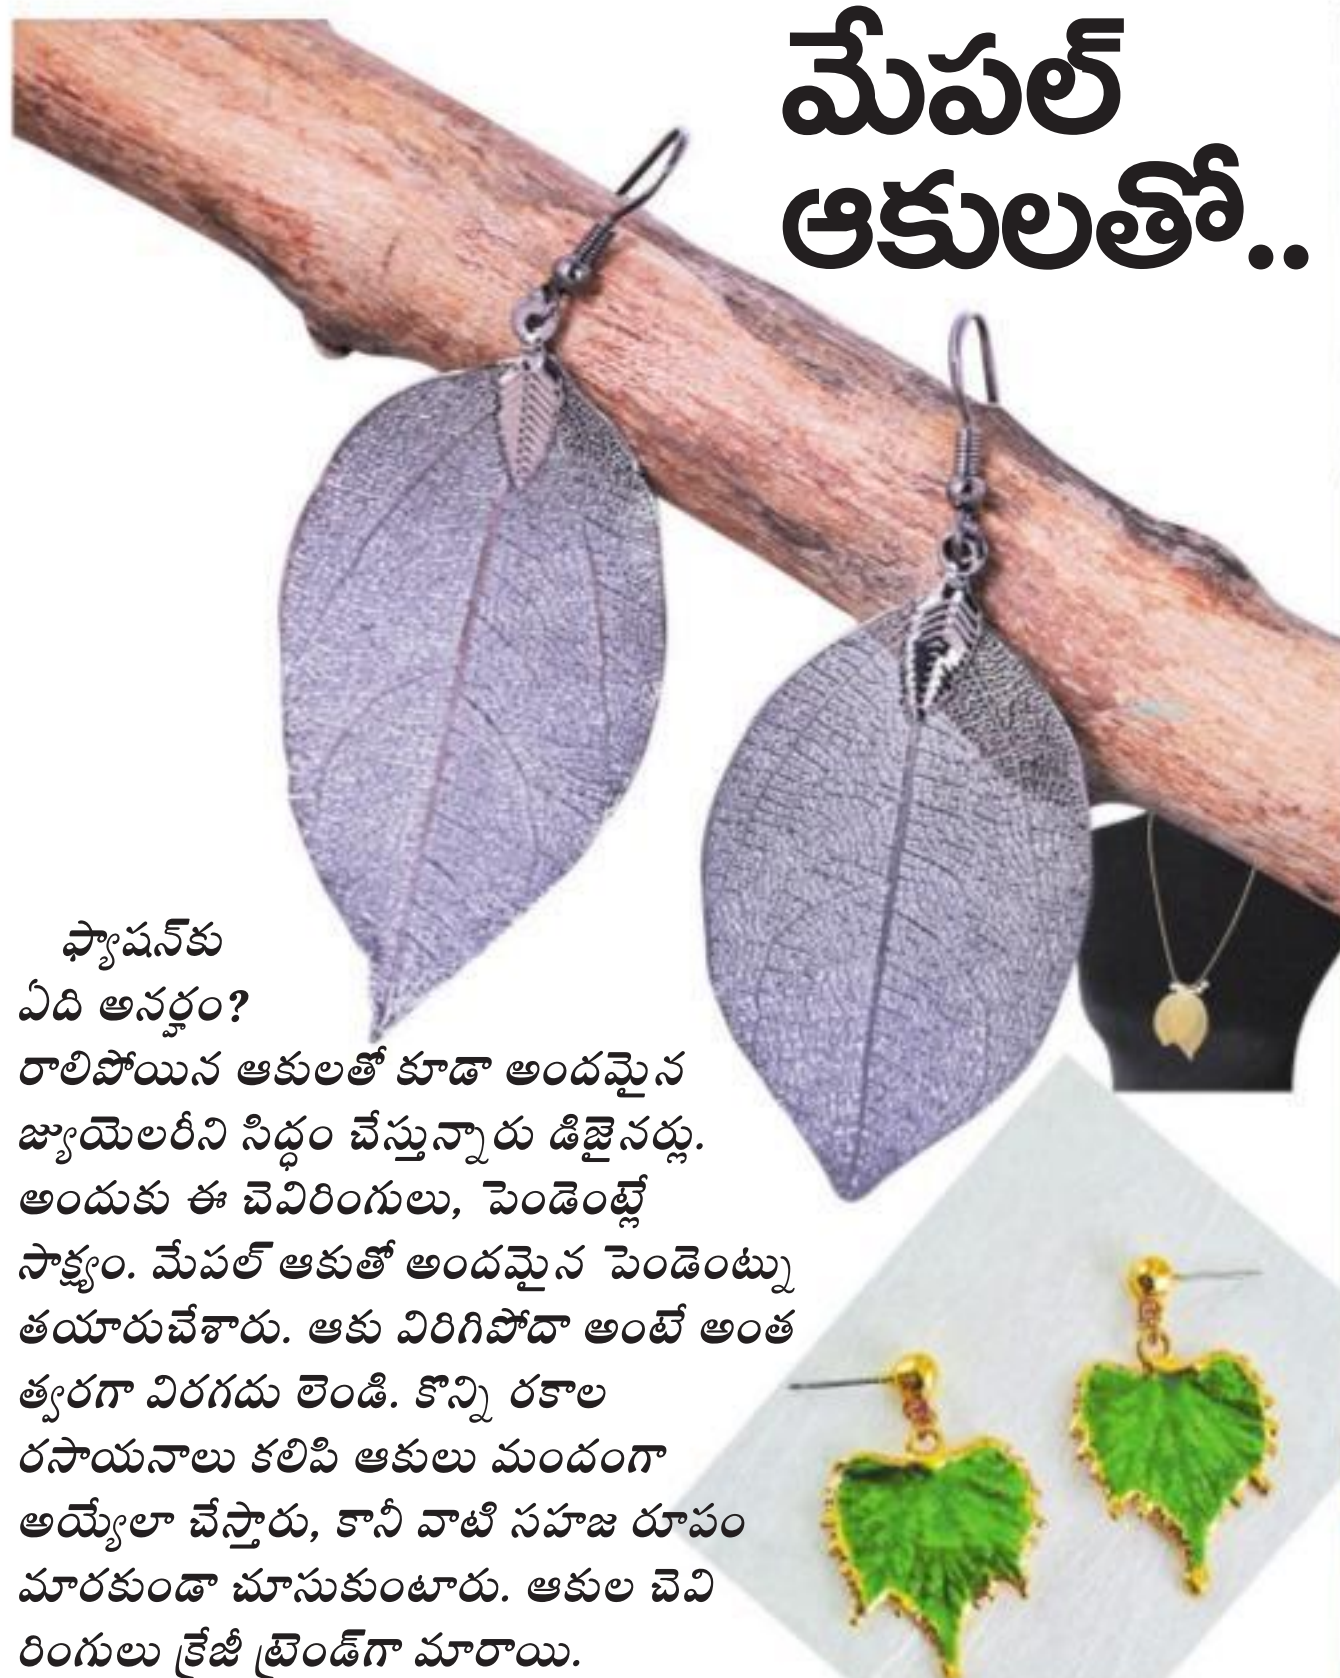 మేపల్
ఆకులతో..
ఫ్యాషన్‌కు
ఏది అనర్హం?
రాలిపోయిన ఆకులతో కూడా అందమైన
జ్యుయెలరీని సిద్ధం చేస్తున్నారు డిజైనర్లు.
అందుకు ఈ చెవిరింగులు, పెండెంట్లే
సాక్ష్యం. మేపల్ ఆకుతో అందమైన పెండెంట్ను
తయారుచేశారు. ఆకు విరిగిపోదా అంటే అంత
త్వరగా విరగదు లెండి. కొన్ని రకాల
రసాయనాలు కలిపి ఆకులు మందంగా
అయ్యేలా చేస్తారు, కానీ వాటి సహజ రూపం
మారకుండా చూసుకుంటారు. ఆకుల చెవి
రింగులు క్రేజీ ట్రెండ్‌గా మారాయి.